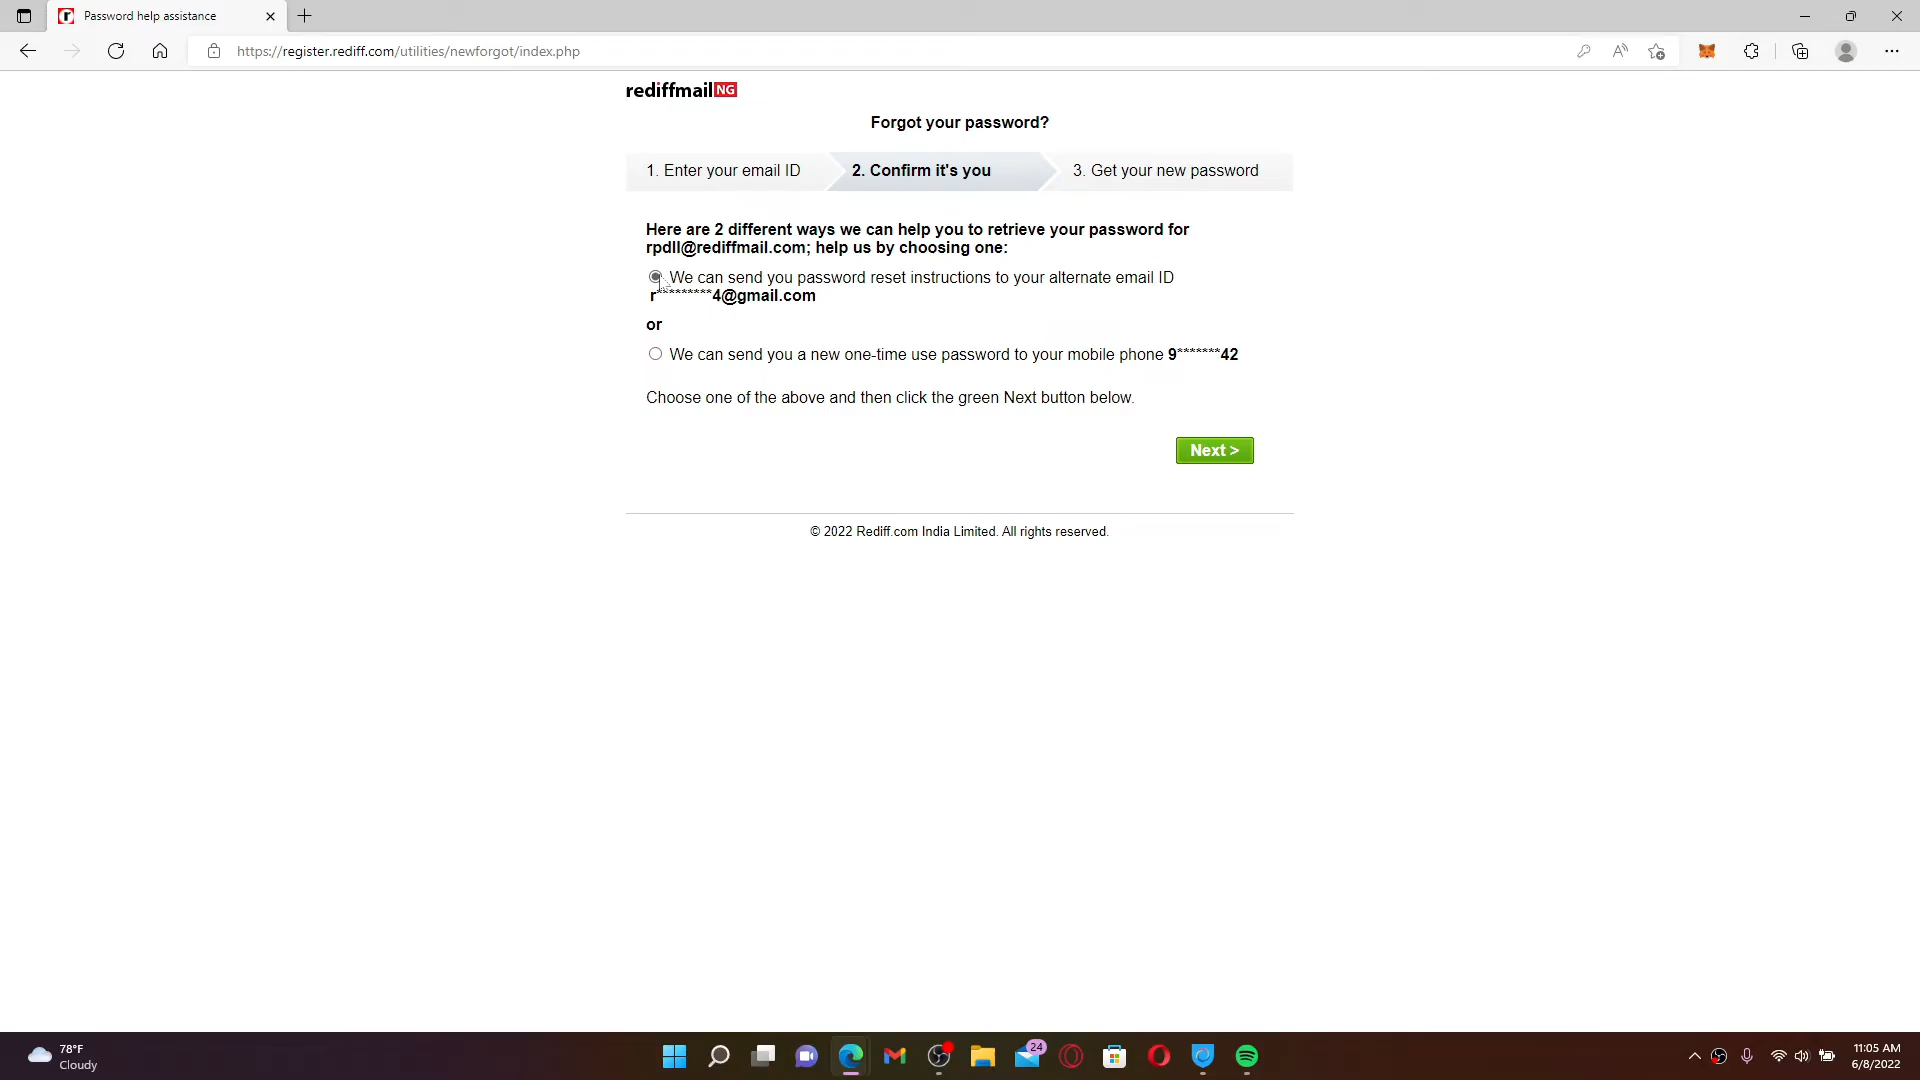 Password help assistance
https://register.rediff.com/utilities/newforgot/index.php
rediffmail NG
Forgot your password?
1. Enter your email ID
2. Confirm it's you
3. Get your new password
Here are 2 different ways we can help you to retrieve your password for
rpdll@rediffmail.com; help us by choosing one:
We can send you password reset instructions to your alternate email ID
r*********4@gmail.com
or
We can send you a new one-time use password to your mobile phone 9*******42
Choose one of the above and then click the green Next button below.
Next >
© 2022 Rediff.com India Limited. All rights reserved.
78°F
Cloudy
24
11:05 AM
6/8/2022